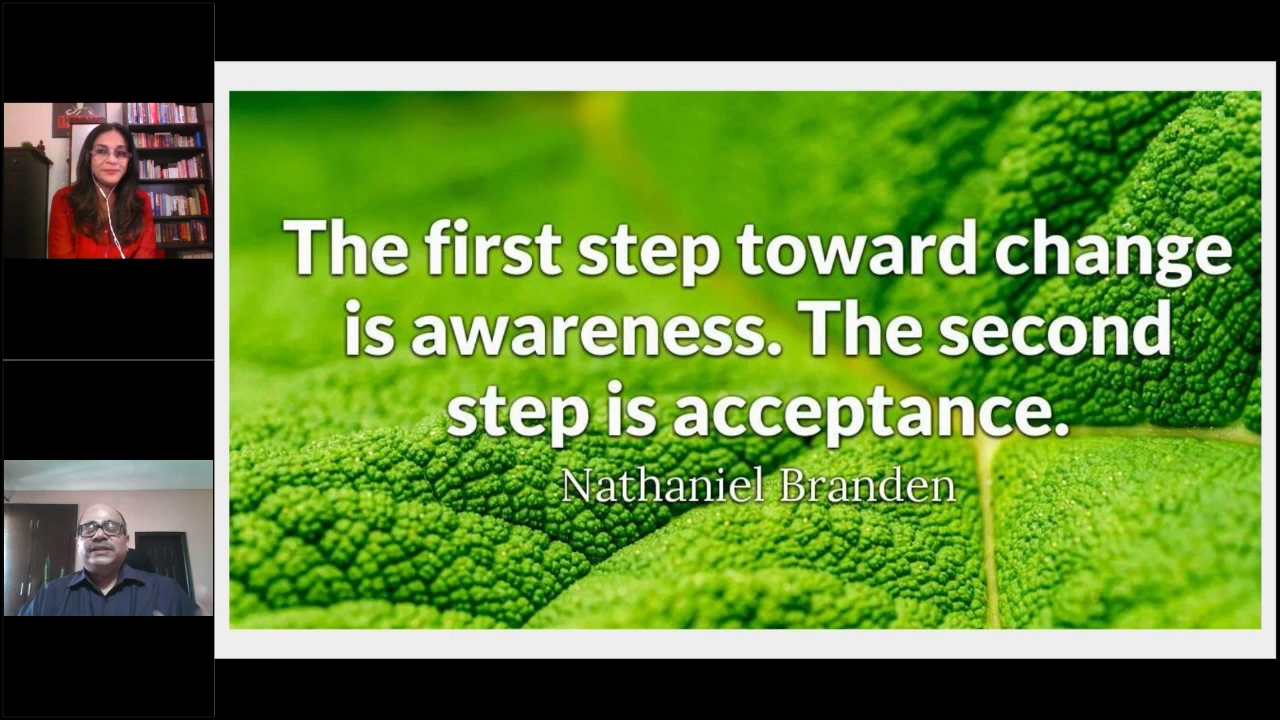 The first step toward change
is awareness. The second
step is acceptance.
Nathaniel Branden